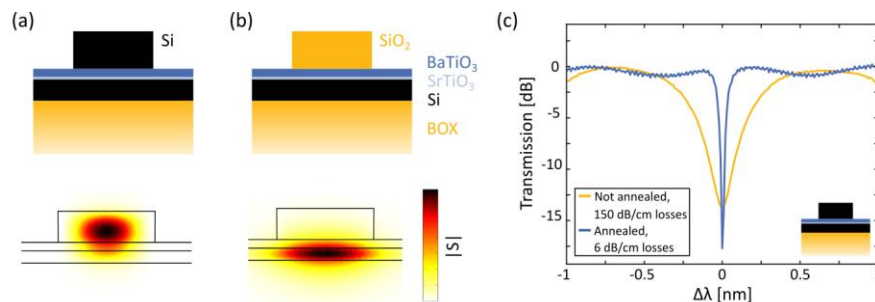 (a)
Si
(b)
SiO2
BaTiO3
SrTiO3
Si
BOX
|S|
(c)
Transmission [dB]
0
-5
-10
-15
Not annealed,
150 dB/cm losses
Annealed,
6 dB/cm losses
-1
-0.5
0
0.5
1
Δλ [nm]